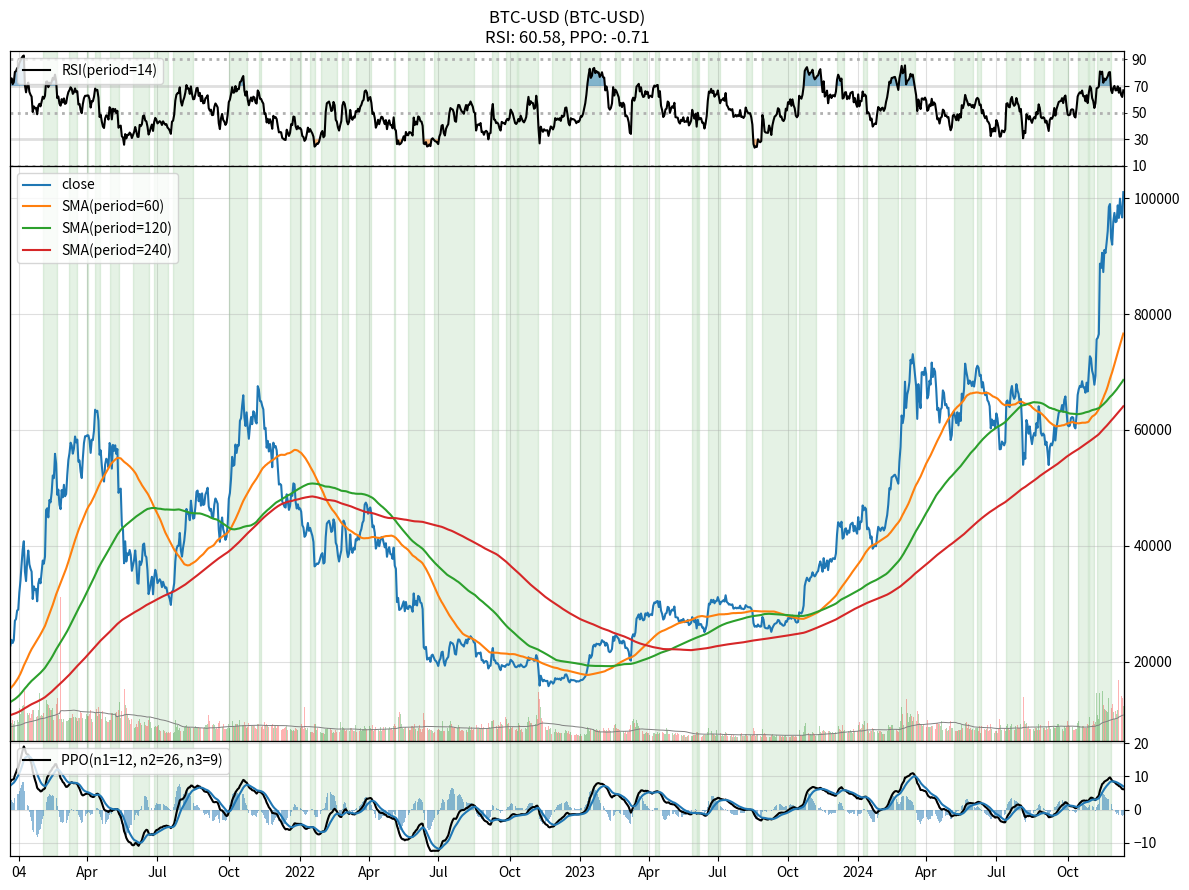 BTC-USD (BTC-USD)
RSI: 60.58, PPO: -0.71
RSI(period=14)
90
70
50
30
10
close
SMA(period=60)
SMA(period=120)
SMA(period=240)
100000
80000
60000
40000
20000
PPO(n1=12, n2=26, n3=9)
20
10
0
−10
04 Apr Jul Oct 2022 Apr Jul Oct 2023 Apr Jul Oct 2024 Apr Jul Oct